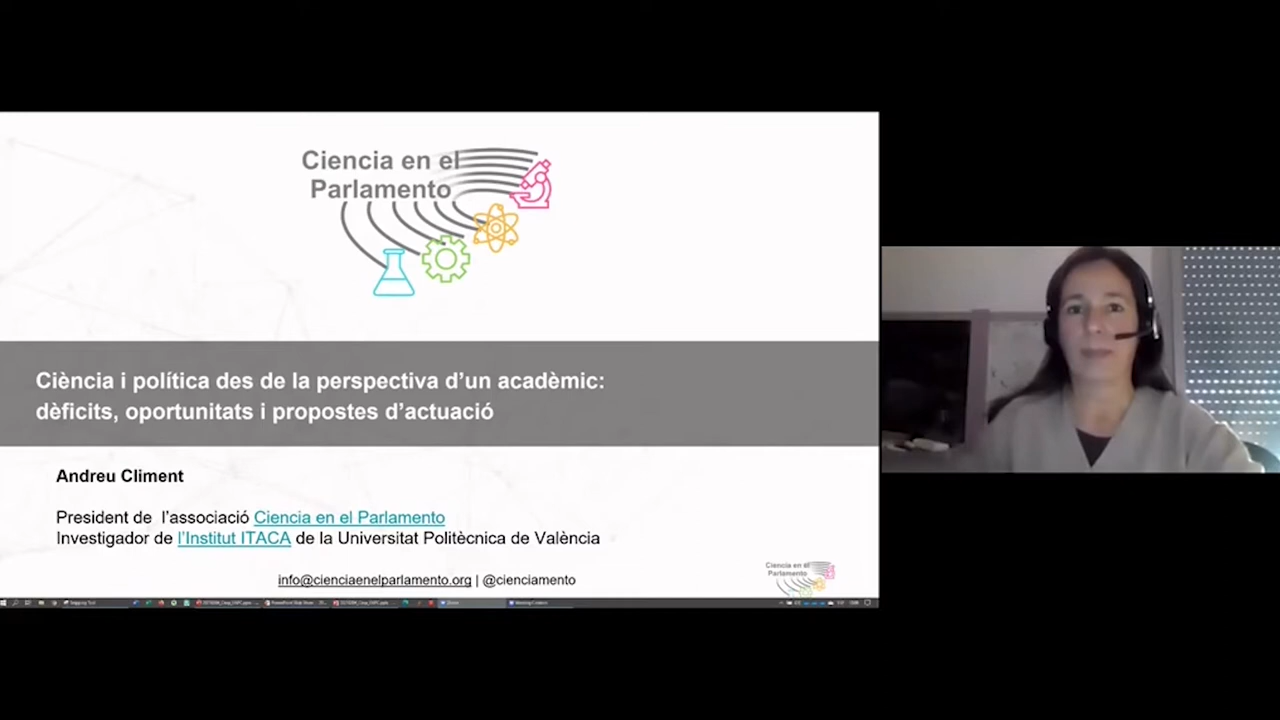 Ciencia en el
Parlamento
Ciència i política des de la perspectiva d’un acadèmic:
dèficits, oportunitats i propostes d’actuació
Andreu Climent
President de l’associació Ciencia en el Parlamento
Investigador de l’Institut ITACA de la Universitat Politècnica de València
info@cienciaenelparlamento.org | @cienciamento
Ciencia en el
Parlamento